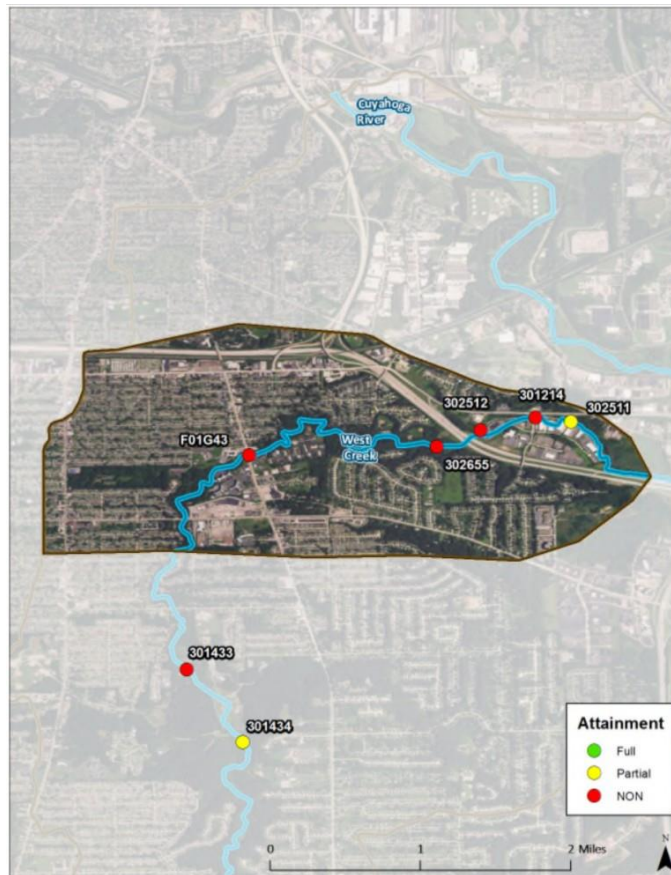 Cuyahoga
River
301214
302512
302511
F01G43
West
Creek
302655
301433
301434
Attainment
Full
Partial
NON
N
0 1 2 Miles